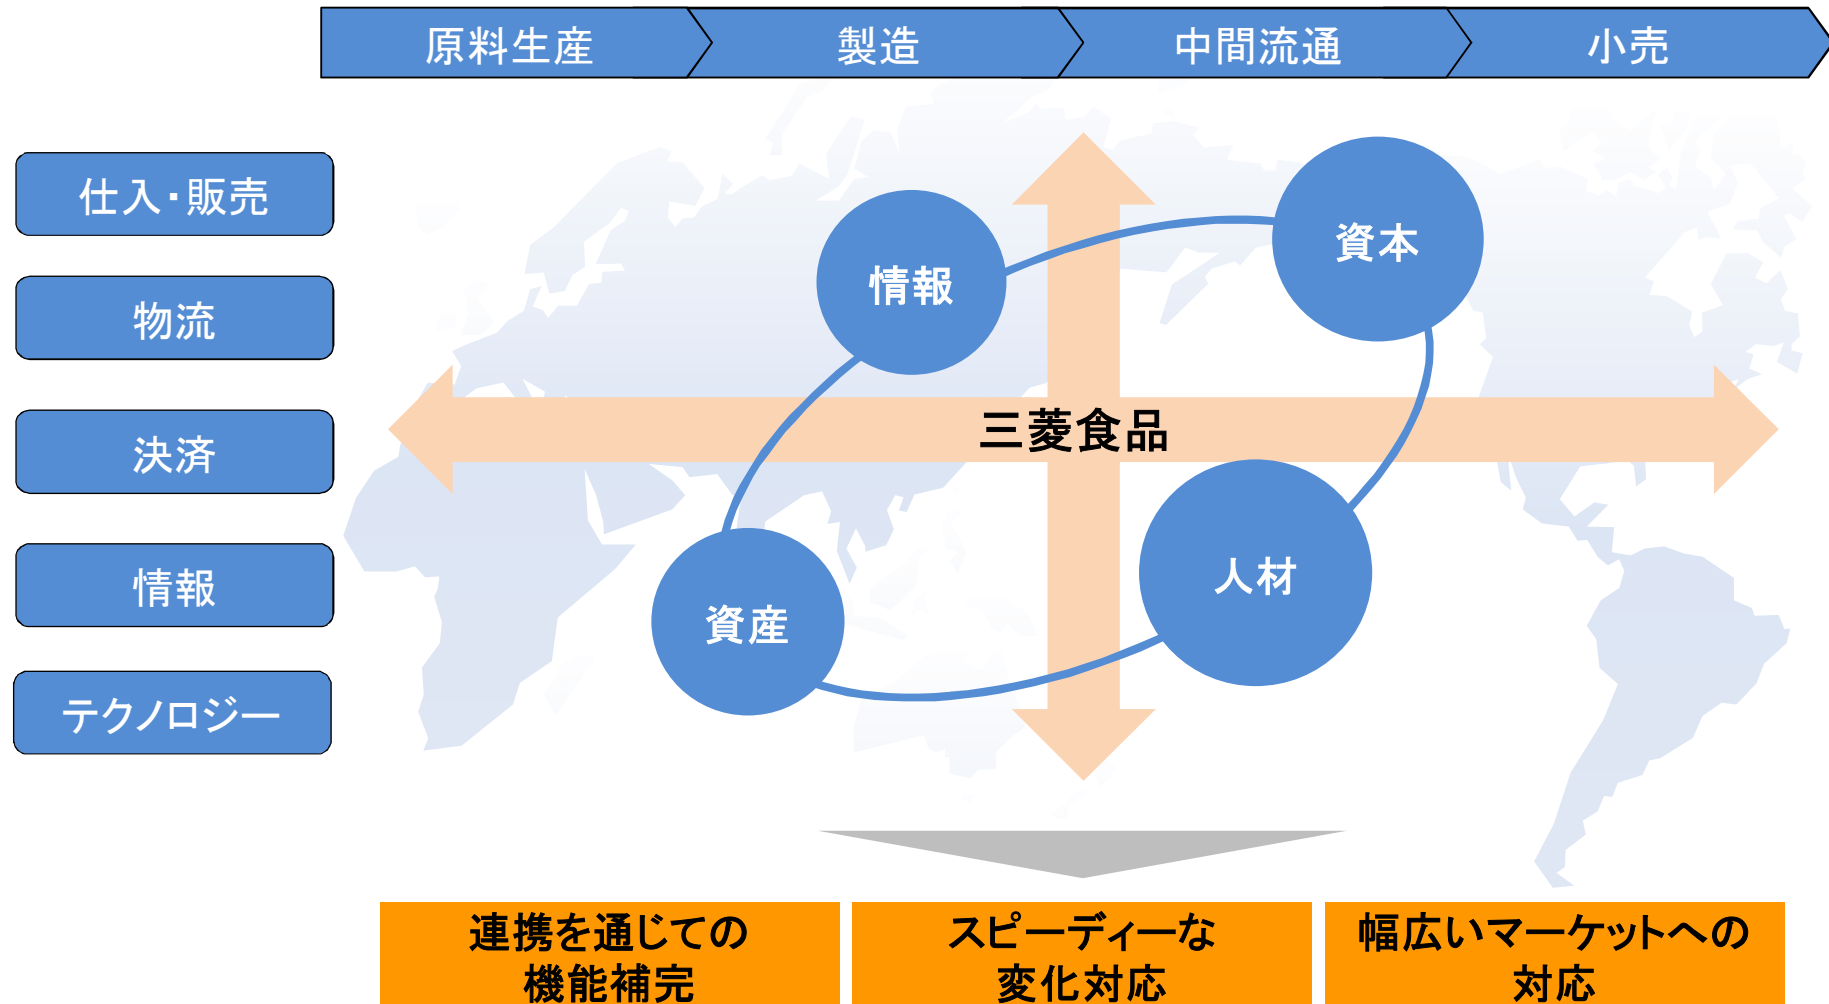 原料生産
製造
中間流通
小売
仕入・販売
物流
決済
情報
テクノロジー
情報
資本
三菱食品
資産
人材
連携を通じての
機能補完
スピーディーな
変化対応
幅広いマーケットへの
対応